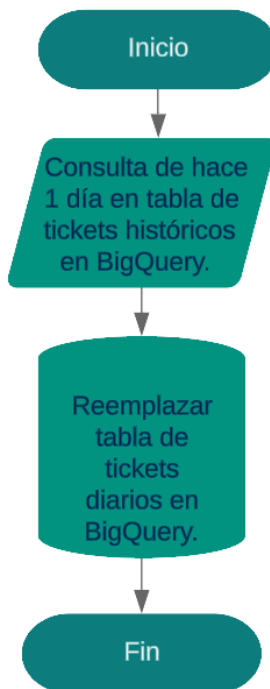 Inicio
Consulta de hace
1 día en tabla de
tickets históricos
en BigQuery.
Reemplazar
tabla de
tickets
diarios en
BigQuery.
Fin